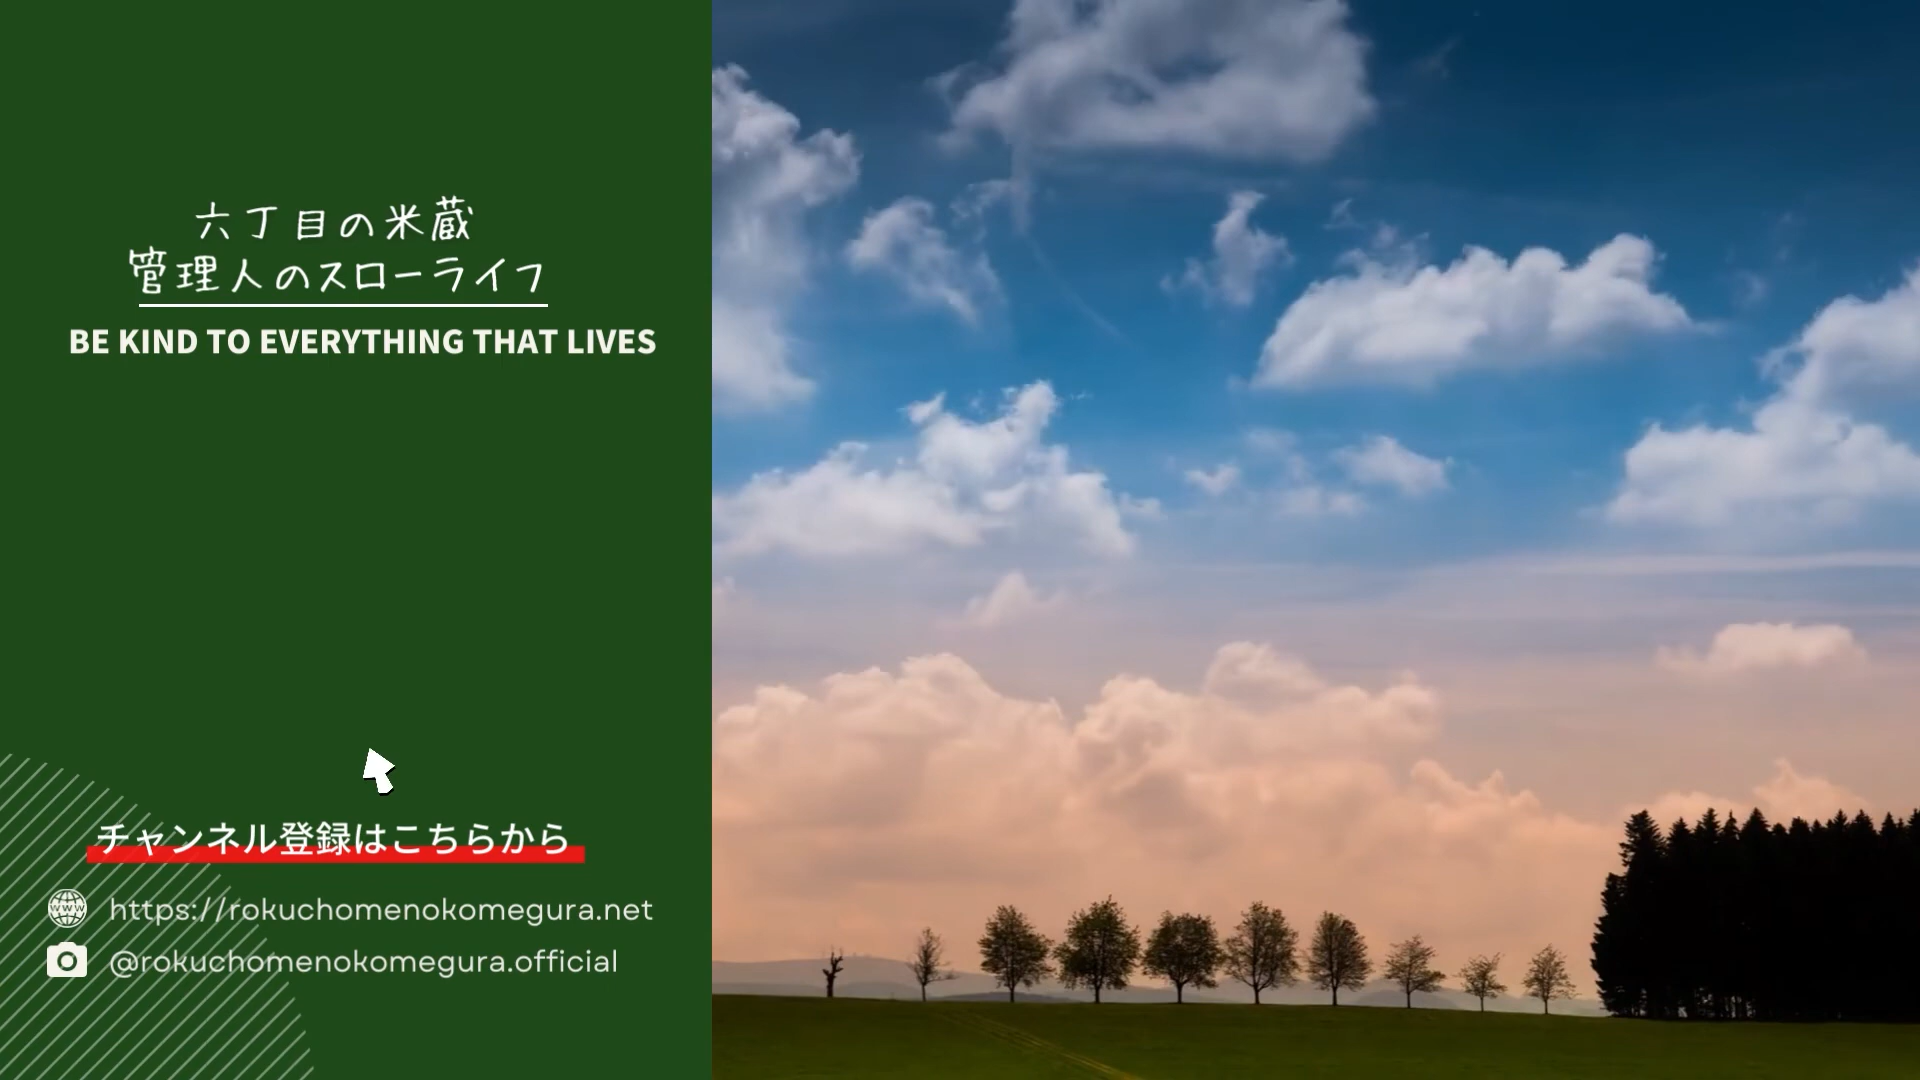 六丁目の米蔵
管理人のスローライフ
BE KIND TO EVERYTHING THAT LIVES
チャンネル登録はこちらから
www
https://rokuchomenokomegura.net
@rokuchomenokomegura.official